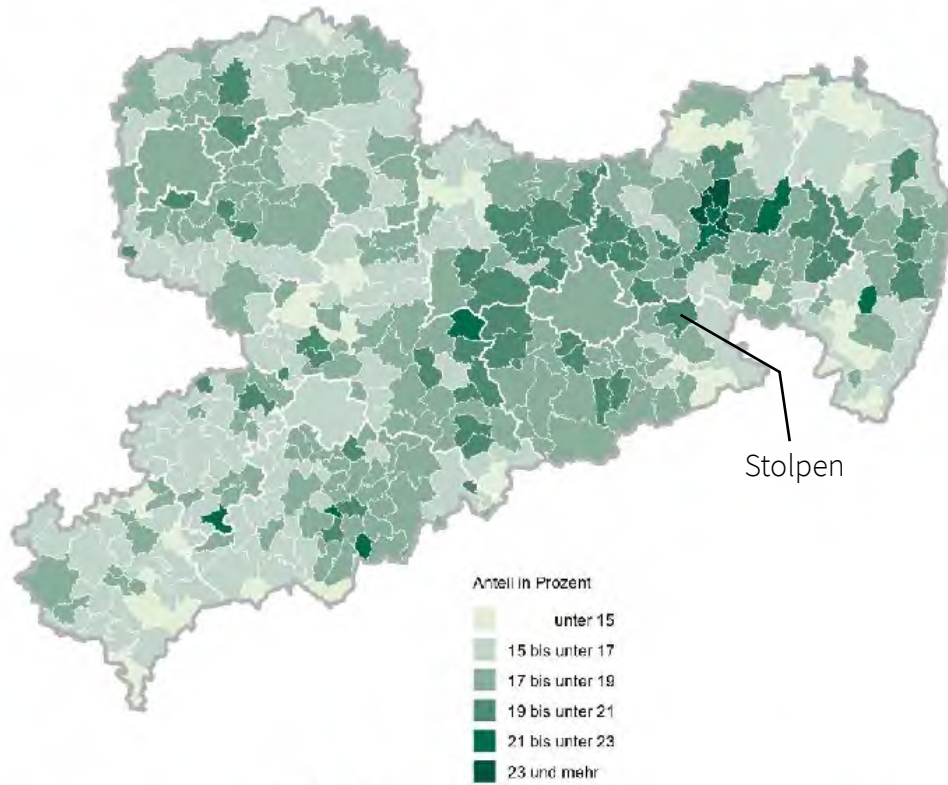 Stolpen
Anteil in Prozent
unter 15
15 bis unter 17
17 bis unter 19
19 bis unter 21
21 bis unter 23
23 und mehr